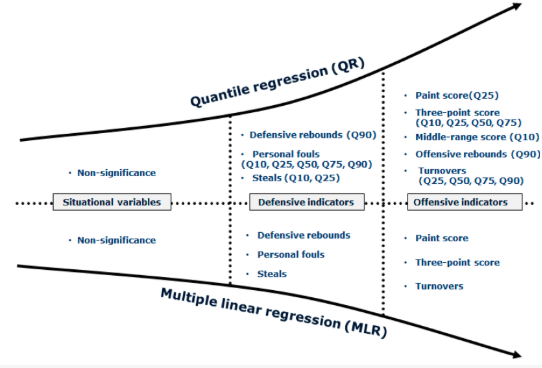 Quantile regression (QR)
• Non-significance
• Defensive rebounds (Q90)
• Personal fouls
(Q10, Q25, Q50, Q75, Q90)
• Steals (Q10, Q25)
• Paint score(Q25)
• Three-point score
(Q10, Q25, Q50, Q75)
• Middle-range score (Q10)
• Offensive rebounds (Q90)
• Turnovers
(Q25, Q50, Q75, Q90)
Situational variables
Defensive indicators
Offensive indicators
• Non-significance
• Defensive rebounds
• Personal fouls
• Steals
• Paint score
• Three-point score
• Turnovers
Multiple linear regression (MLR)